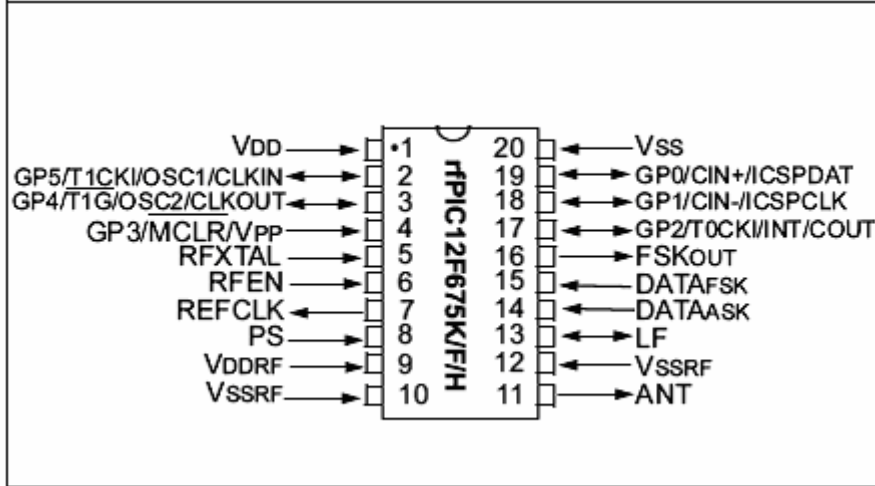 VDD
GP5/T1CKI/OSC1/CLKIN
GP4/T1G/OSC2/CLKOUT
GP3/MCLR/VPP
RFXTAL
RFEN
REFCLK
PS
VDDRF
VSSRF
•1
2
3
4
5
6
7
8
9
10
rfPIC12F675K/F/H
20
19
18
17
16
15
14
13
12
11
VSS
GP0/CIN+/ICSPDAT
GP1/CIN-/ICSPCLK
GP2/T0CKI/INT/COUT
FSKOUT
DATAFSK
DATAASK
LF
VSSRF
ANT